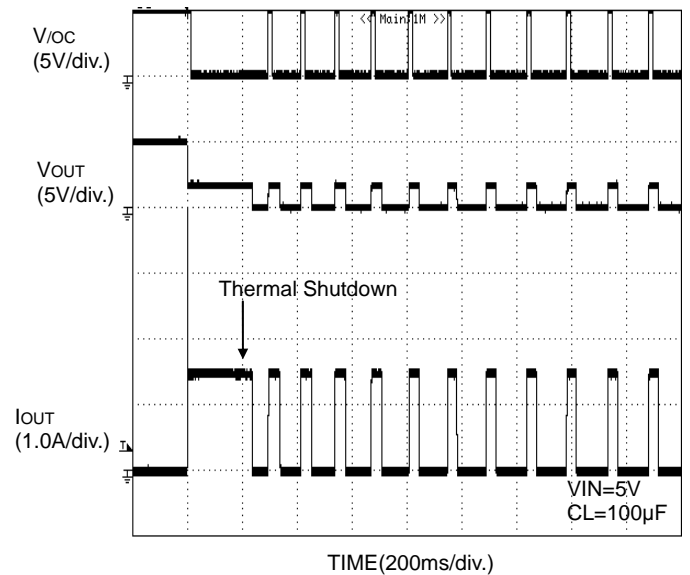 V/OC
(5V/div.)
<< Main:1M >>
VOUT
(5V/div.)
Thermal Shutdown
IOUT
(1.0A/div.)
T
VIN=5V
CL=100µF
TIME(200ms/div.)